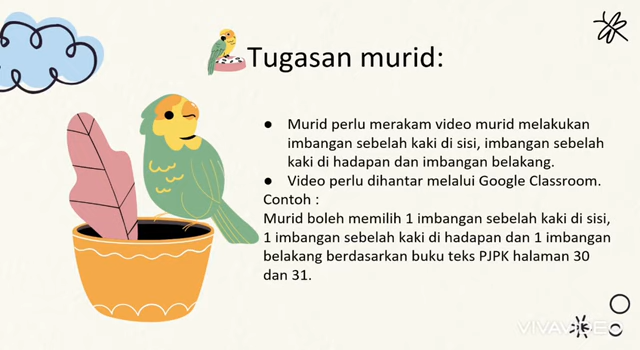 Tugasan murid:
● Murid perlu merakam video murid melakukan
imbangan sebelah kaki di sisi, imbangan sebelah
kaki di hadapan dan imbangan belakang.
● Video perlu dihantar melalui Google Classroom.
Contoh :
Murid boleh memilih 1 imbangan sebelah kaki di sisi,
1 imbangan sebelah kaki di hadapan dan 1 imbangan
belakang berdasarkan buku teks PJPK halaman 30
dan 31.
VIVAVIDEO